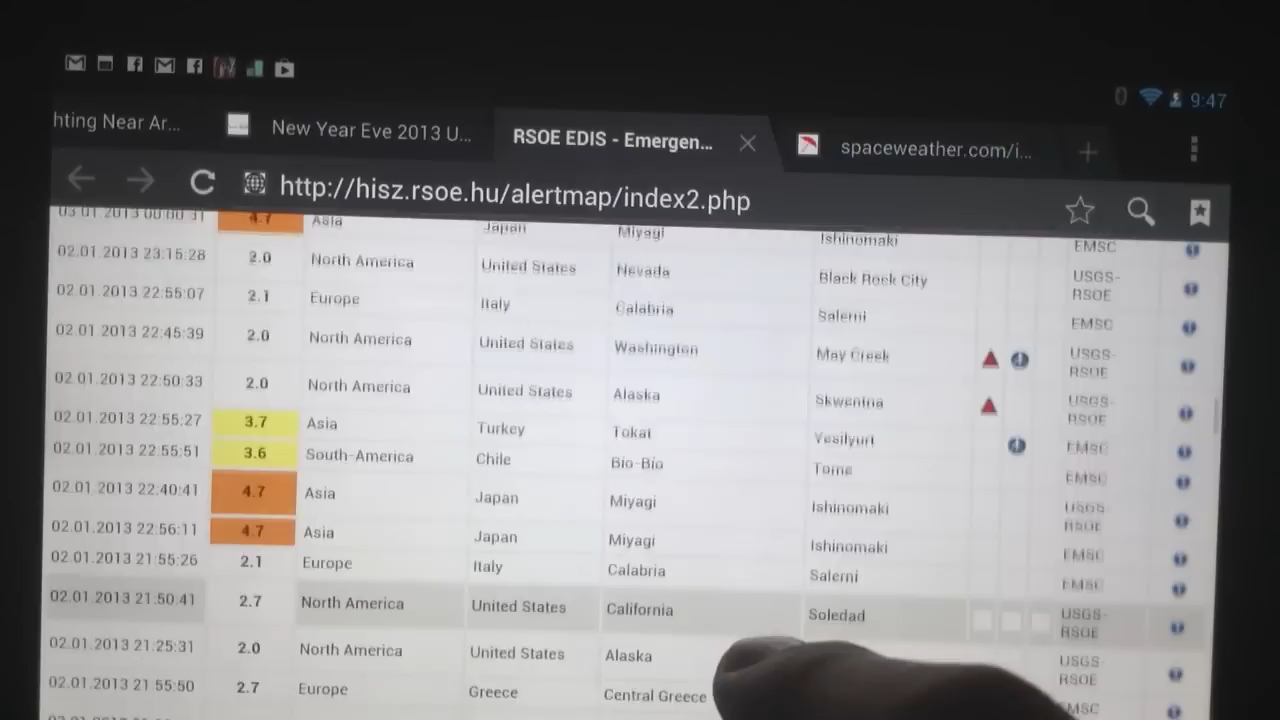 9:47
hting Near Ar...
New Year Eve 2013 U...
RSOE EDIS - Emergen...
spaceweather.com/i...
http://hisz.rsoe.hu/alertmap/index2.php
03.01.2013 00:00:31 4.7 Asia Japan Miyagi Ishinomaki EMSC
02.01.2013 23:15:28 2.0 North America United States Nevada Black Rock City USGS-RSOE
02.01.2013 22:55:07 2.1 Europe Italy Calabria Salerni EMSC
02.01.2013 22:45:39 2.0 North America United States Washington May Creek USGS-RSOE
02.01.2013 22:50:33 2.0 North America United States Alaska Skwentna USGS-RSOE
02.01.2013 22:55:27 3.7 Asia Turkey Tokat Yesilyurt EMSC
02.01.2013 22:55:51 3.6 South-America Chile Bio-Bio Tome EMSC
02.01.2013 22:40:41 4.7 Asia Japan Miyagi Ishinomaki USGS-RSOE
02.01.2013 22:56:11 4.7 Asia Japan Miyagi Ishinomaki EMSC
02.01.2013 21:55:26 2.1 Europe Italy Calabria Salerni EMSC
02.01.2013 21:50:41 2.7 North America United States California Soledad USGS-RSOE
02.01.2013 21:25:31 2.0 North America United States Alaska USGS-RSOE
02.01.2013 21:55:50 2.7 Europe Greece Central Greece EMSC